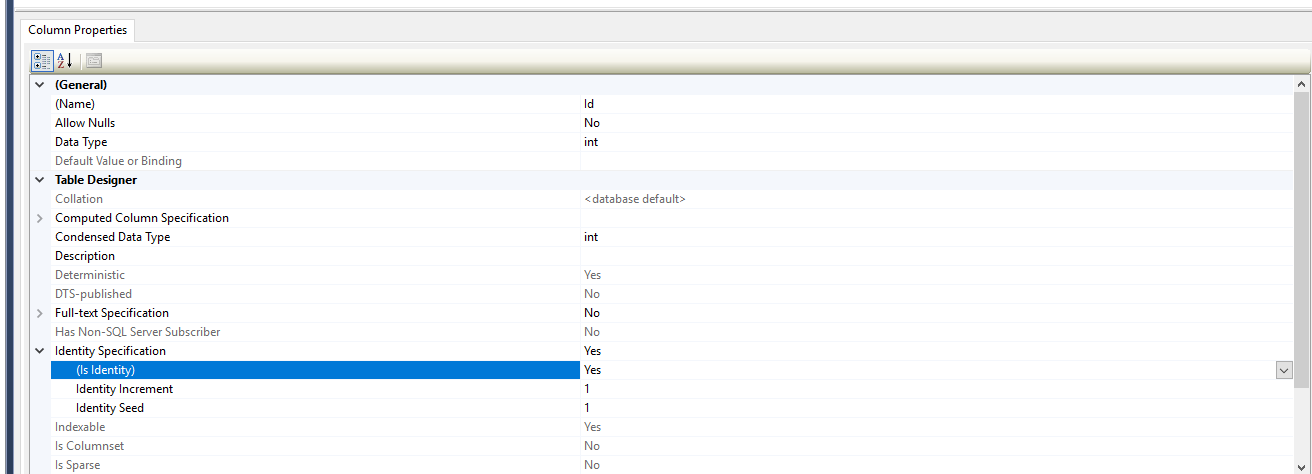 Column Properties
(General)
(Name) Id
Allow Nulls No
Data Type int
Default Value or Binding
Table Designer
Collation <database default>
Computed Column Specification
Condensed Data Type int
Description
Deterministic Yes
DTS-published No
Full-text Specification No
Has Non-SQL Server Subscriber No
Identity Specification Yes
(Is Identity) Yes
Identity Increment 1
Identity Seed 1
Indexable Yes
Is Columnset No
Is Sparse No